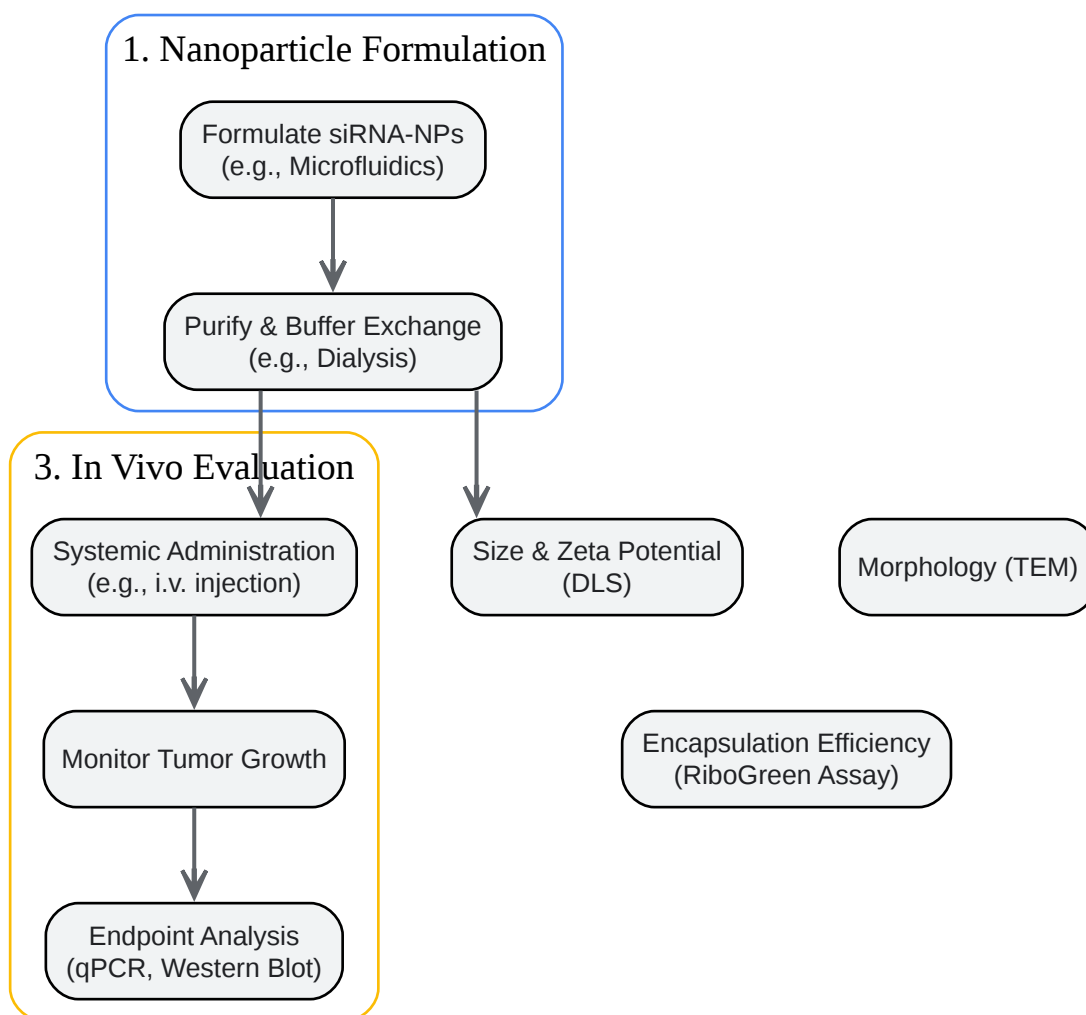 1. Nanoparticle Formulation
Formulate siRNA-NPs
(e.g., Microfluidics)
Purify & Buffer Exchange
(e.g., Dialysis)
3. In Vivo Evaluation
Systemic Administration
(e.g., i.v. injection)
Size & Zeta Potential
(DLS)
Morphology (TEM)
Monitor Tumor Growth
Encapsulation Efficiency
(RiboGreen Assay)
Endpoint Analysis
(qPCR, Western Blot)